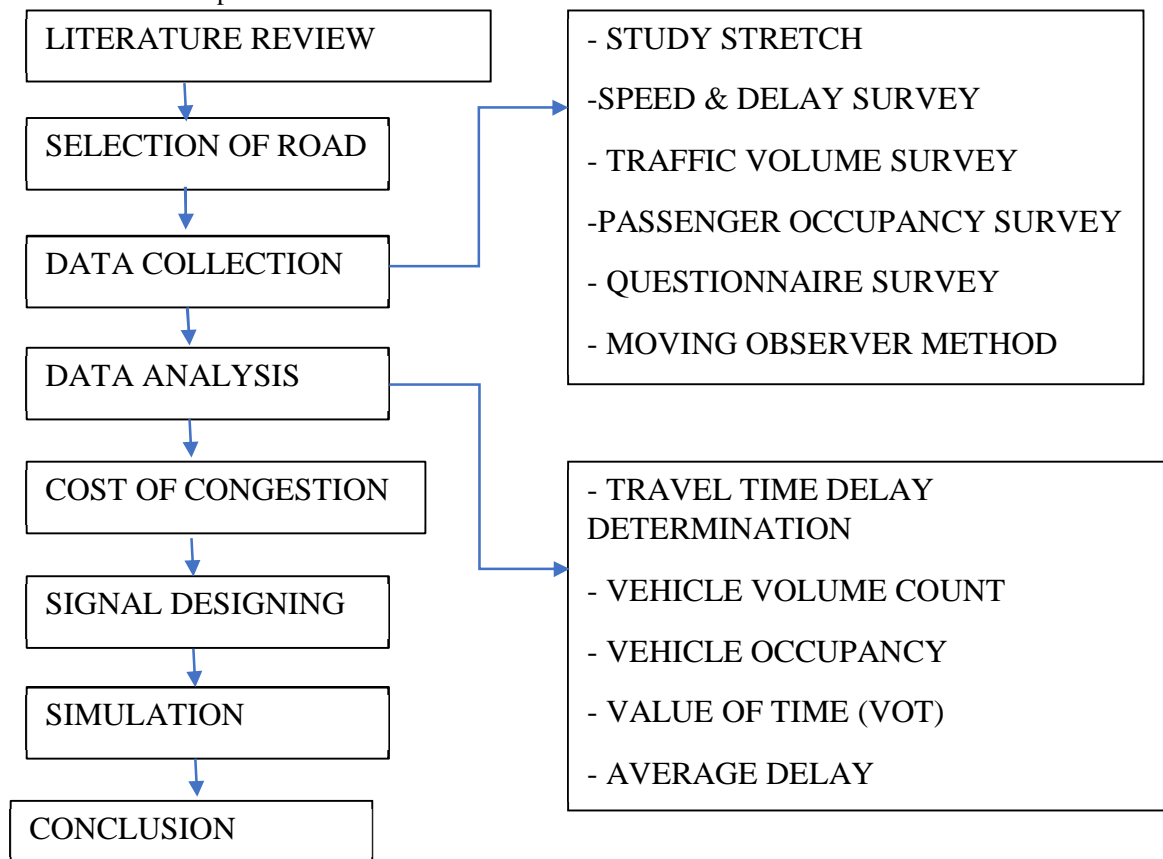 LITERATURE REVIEW
SELECTION OF ROAD
DATA COLLECTION
DATA ANALYSIS
COST OF CONGESTION
SIGNAL DESIGNING
SIMULATION
CONCLUSION
- STUDY STRETCH
-SPEED & DELAY SURVEY
- TRAFFIC VOLUME SURVEY
-PASSENGER OCCUPANCY SURVEY
- QUESTIONNAIRE SURVEY
- MOVING OBSERVER METHOD
- TRAVEL TIME DELAY
DETERMINATION
- VEHICLE VOLUME COUNT
- VEHICLE OCCUPANCY
- VALUE OF TIME (VOT)
- AVERAGE DELAY